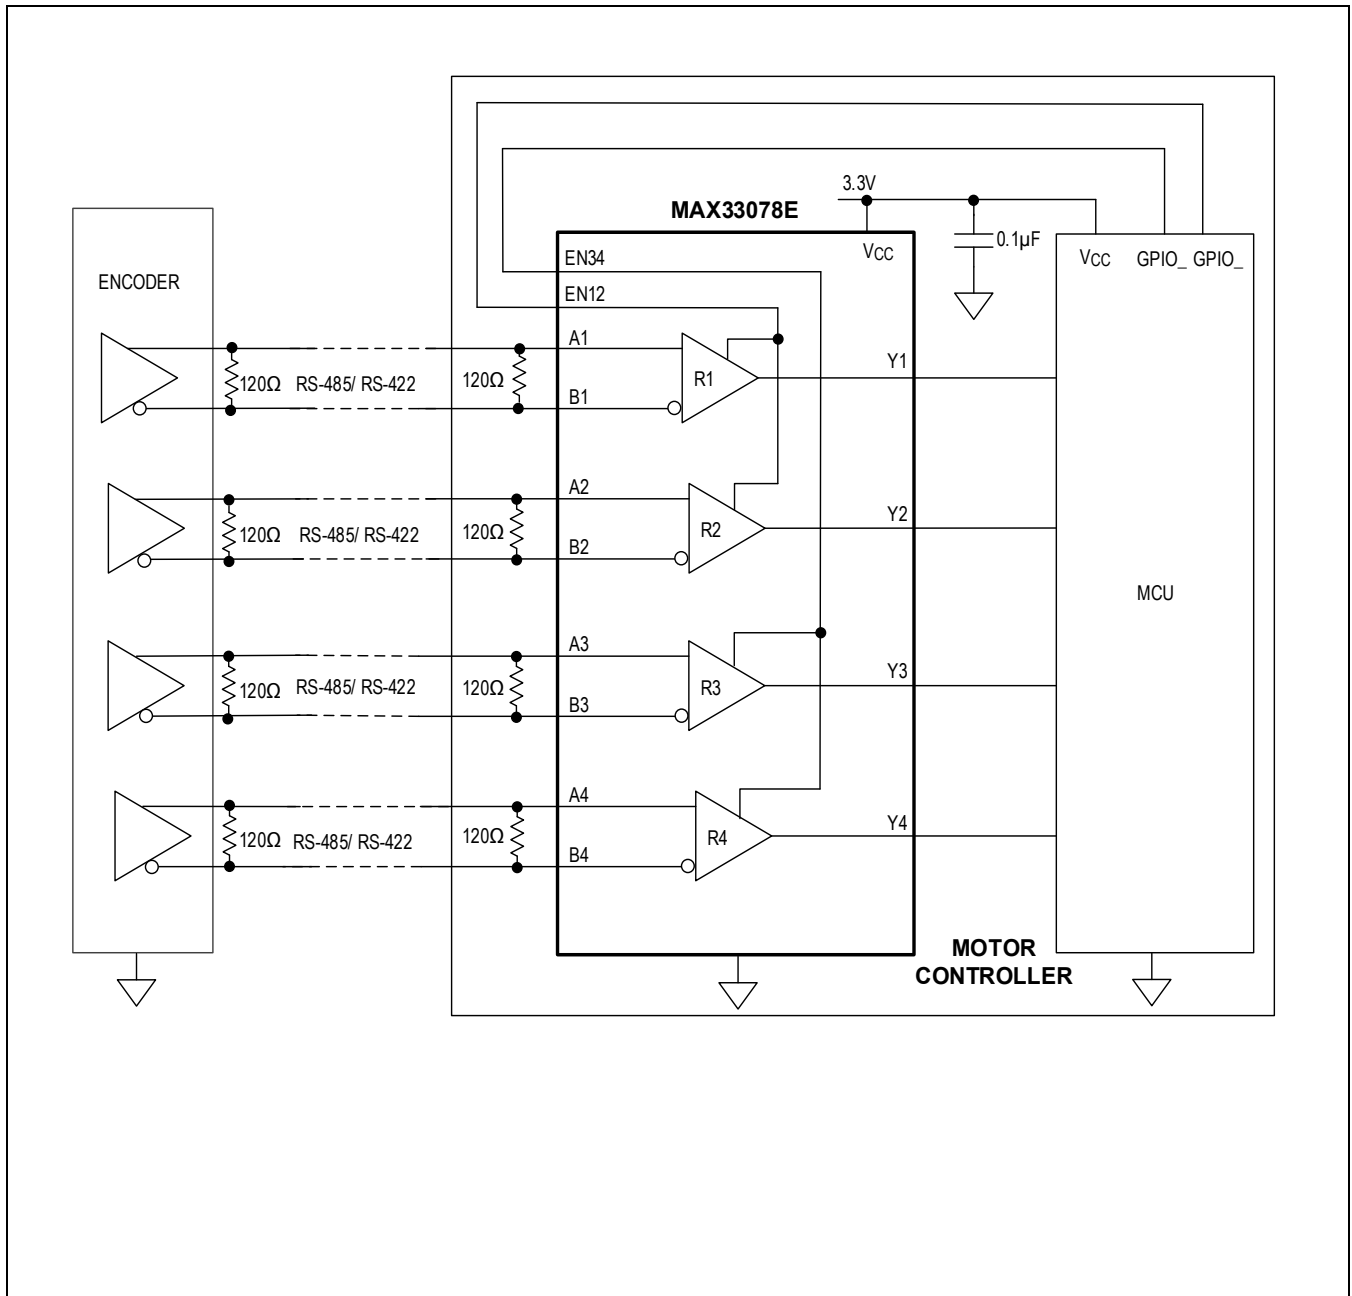 3.3V
MAX33078E
0.1µF
EN34
VCC
VCC GPIO_ GPIO_
ENCODER
EN12
A1
Y1
120Ω RS-485/ RS-422 120Ω
R1
B1
A2
Y2
120Ω RS-485/ RS-422 120Ω
R2
B2
MCU
A3
Y3
120Ω RS-485/ RS-422 120Ω
R3
B3
A4
Y4
120Ω RS-485/ RS-422 120Ω
R4
B4
MOTOR
CONTROLLER